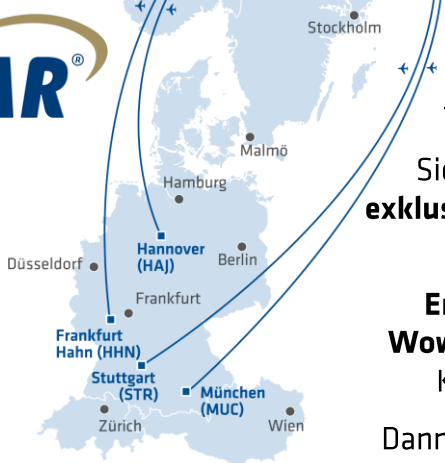 Stockholm
AR®
Malmö
Sie
exklus
Hamburg
Hannover
(HAJ)
Berlin
Düsseldorf
Frankfurt
Frankfurt
Hahn (HHN)
Wow
Stuttgart
(STR)
München
(MUC)
Zürich
Wien
Dann